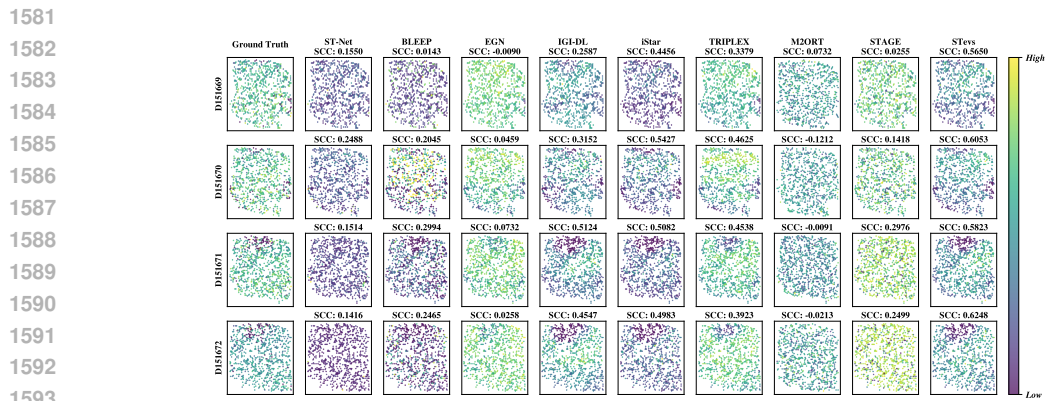 1581
1582
1583
1584
1585
1586
1587
1588
1589
1590
1591
1592
1593
Ground Truth ST-Net BLEEP EGN IGI-DL iStar TRIPLEX M2ORT STAGE STevs
SCC: 0.1550 SCC: 0.0143 SCC: -0.0090 SCC: 0.2587 SCC: 0.4456 SCC: 0.3379 SCC: 0.0732 SCC: 0.0255 SCC: 0.5650
High
D151669
SCC: 0.2488 SCC: 0.2045 SCC: 0.0459 SCC: 0.3152 SCC: 0.5427 SCC: 0.4625 SCC: -0.1212 SCC: 0.1418 SCC: 0.6053
D151670
SCC: 0.1514 SCC: 0.2994 SCC: 0.0732 SCC: 0.5124 SCC: 0.5082 SCC: 0.4538 SCC: -0.0091 SCC: 0.2976 SCC: 0.5823
D151671
SCC: 0.1416 SCC: 0.2465 SCC: 0.0258 SCC: 0.4547 SCC: 0.4983 SCC: 0.3923 SCC: -0.0213 SCC: 0.2499 SCC: 0.6248
D151672
Low